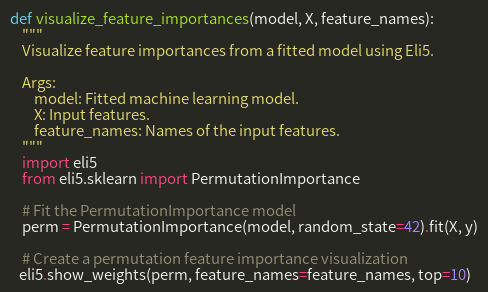 def visualize_feature_importances(model, X, feature_names):
    """
    Visualize feature importances from a fitted model using Eli5.

    Args:
        model: Fitted machine learning model.
        X: Input features.
        feature_names: Names of the input features.
    """
    import eli5
    from eli5.sklearn import PermutationImportance

    # Fit the PermutationImportance model
    perm = PermutationImportance(model, random_state=42).fit(X, y)

    # Create a permutation feature importance visualization
    eli5.show_weights(perm, feature_names=feature_names, top=10)